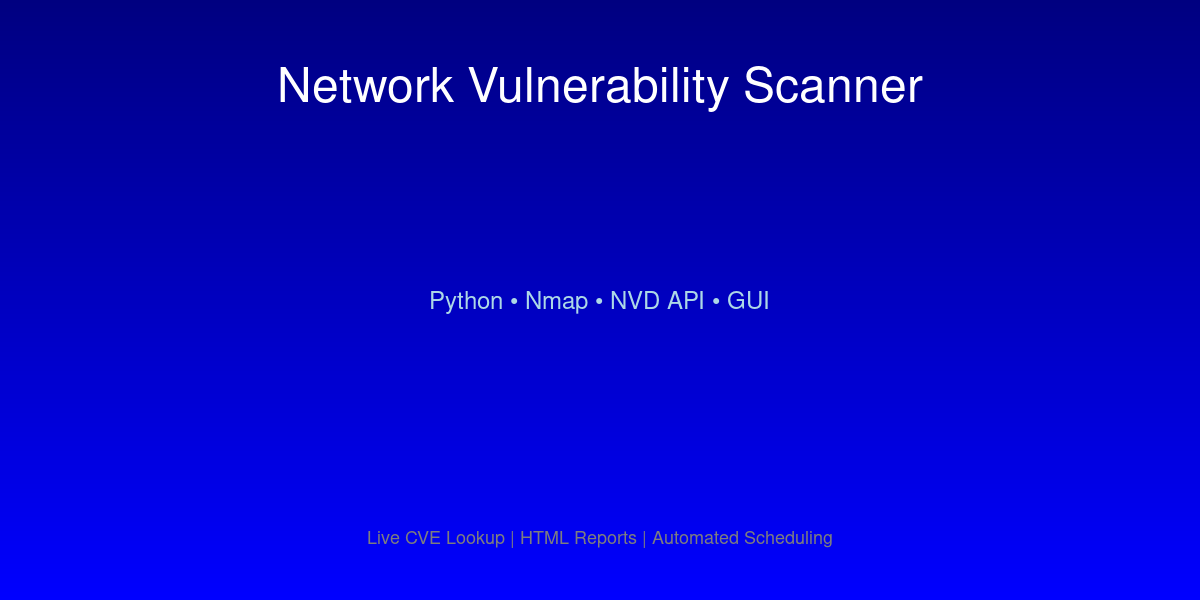 Network Vulnerability Scanner
Python • Nmap • NVD API • GUI
Live CVE Lookup | HTML Reports | Automated Scheduling